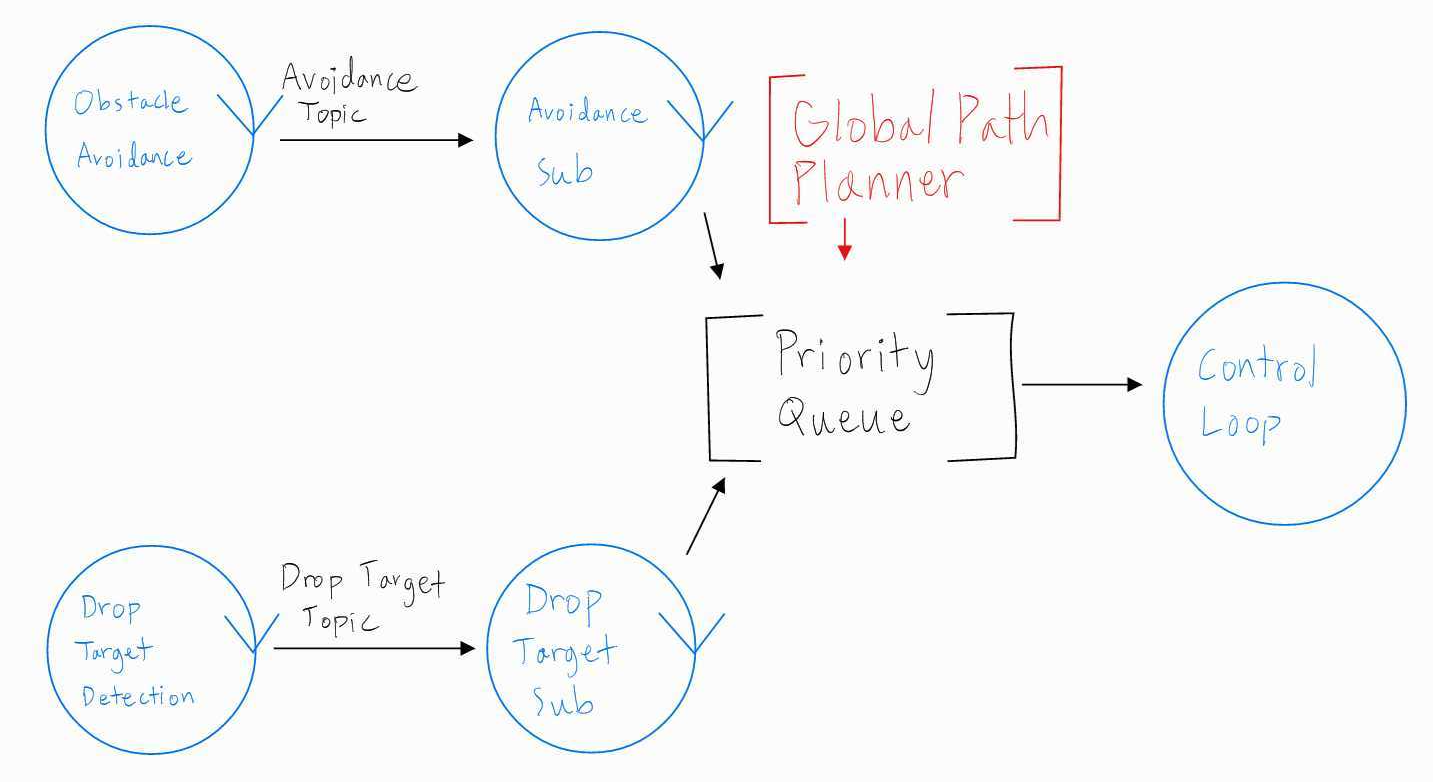 Obstacle
Avoidance
Avoidance
Topic
Avoidance
Sub
Global Path
Planner
Priority
Queue
Control
Loop
Drop
Target
Detection
Drop Target
Topic
Drop
Target
Sub